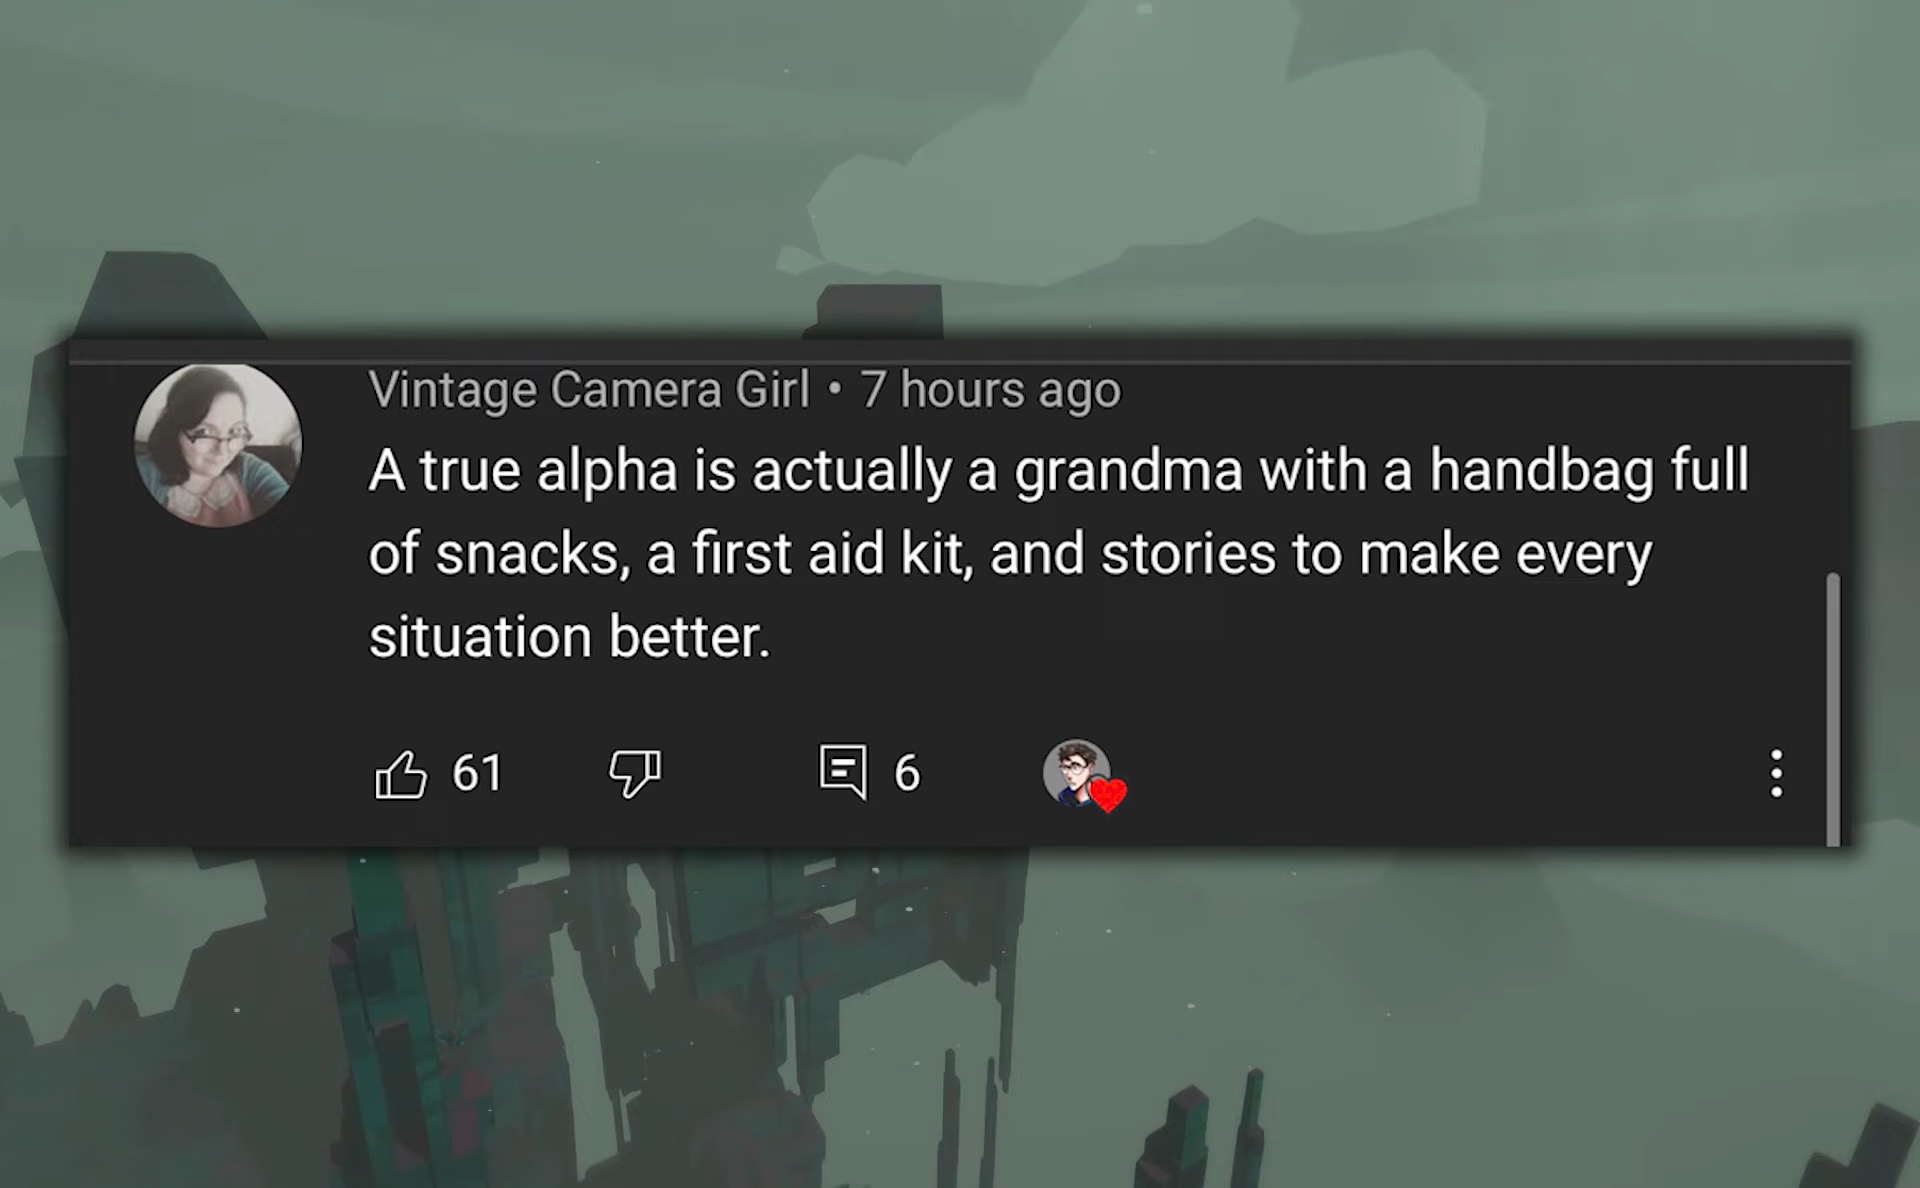 Vintage Camera Girl • 7 hours ago
A true alpha is actually a grandma with a handbag full
of snacks, a first aid kit, and stories to make every
situation better.
61 6